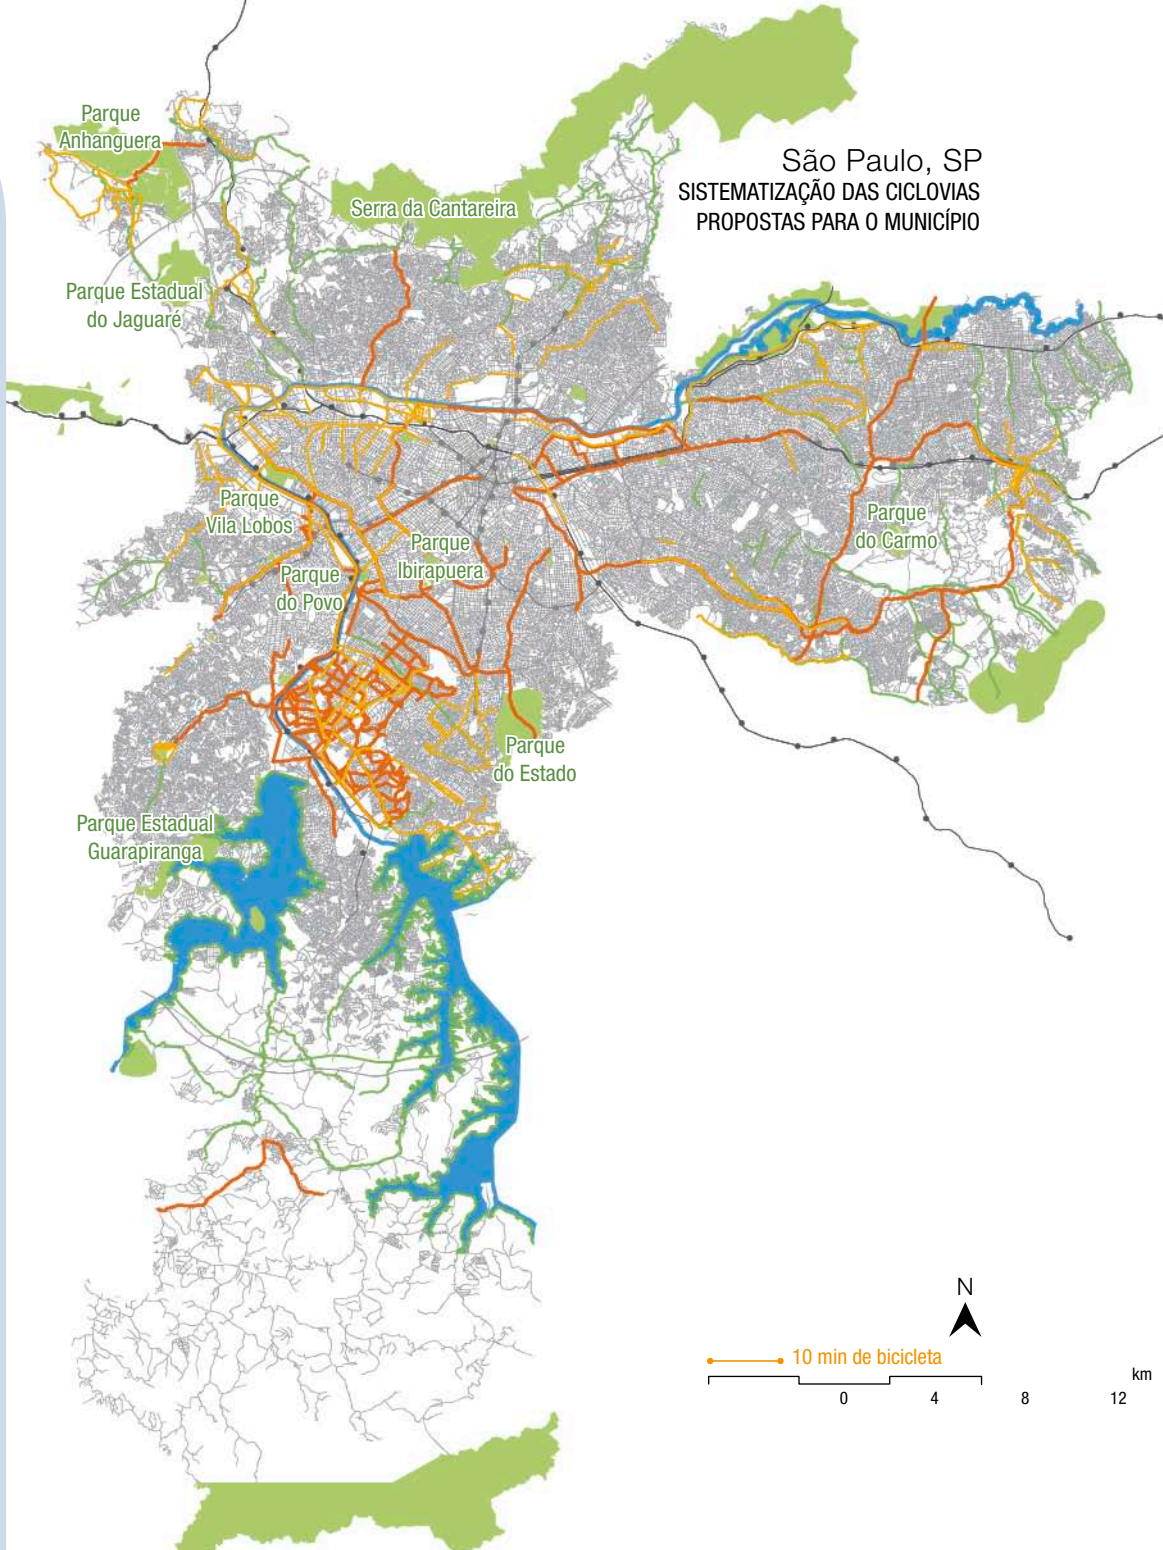 São Paulo, SP
SISTEMATIZAÇÃO DAS CICLOVIAS
PROPOSTAS PARA O MUNICÍPIO
Parque
Anhanguera
Serra da Cantareira
Parque Estadual
do Jaguaré
Parque
Vila Lobos
Parque
Ibirapuera
Parque
do Carmo
Parque
do Povo
Parque
do Estado
Parque Estadual
Guarapiranga
N
10 min de bicicleta
km
0 4 8 12